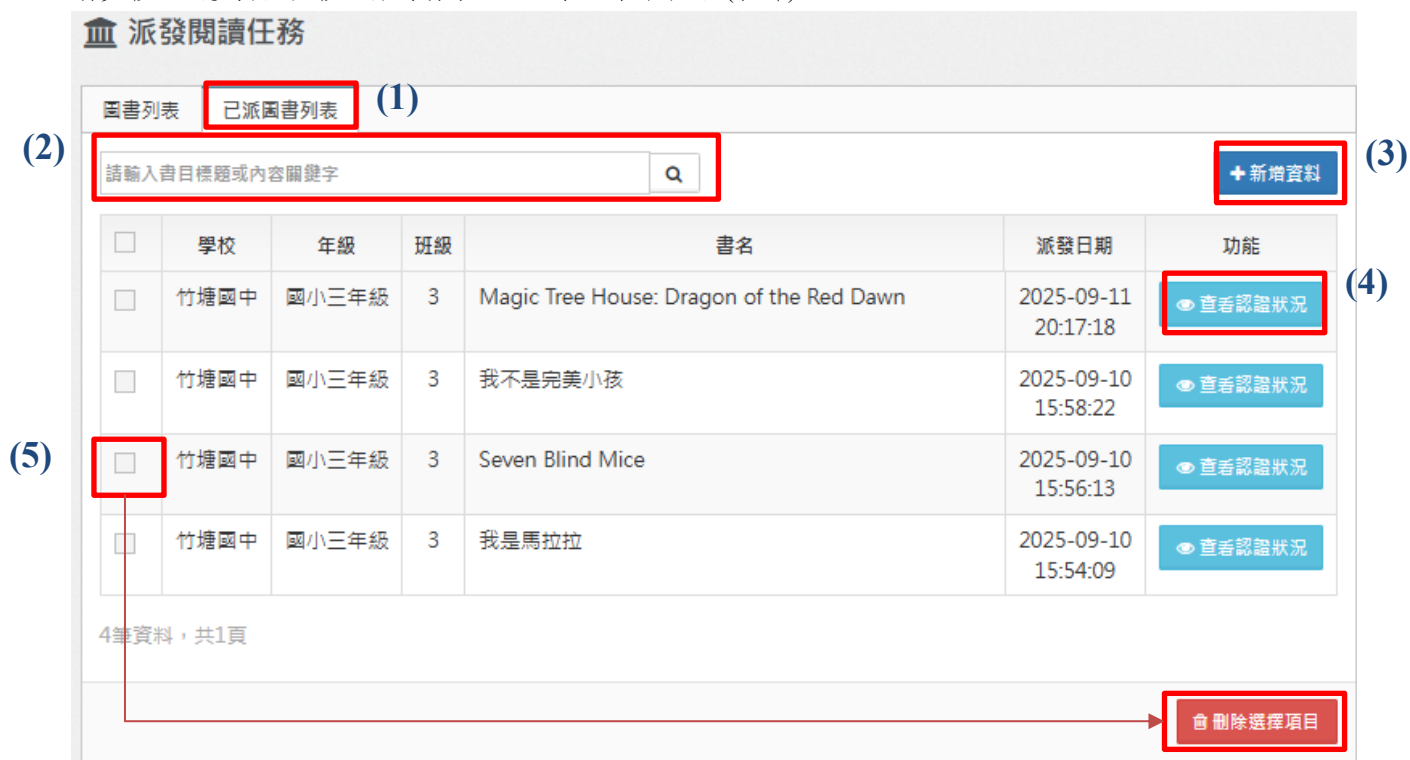 派發閱讀任務
(1)
圖書列表 已派圖書列表
(2)
請輸入書目標題或內容關鍵字
新增資料
(3)
學校 年級 班級 書名 派發日期 功能
竹塘國中 國小三年級 3 Magic Tree House: Dragon of the Red Dawn 2025-09-11 20:17:18 查看認證狀況
(4)
竹塘國中 國小三年級 3 我不是完美小孩 2025-09-10 15:58:22 查看認證狀況
(5)
竹塘國中 國小三年級 3 Seven Blind Mice 2025-09-10 15:56:13 查看認證狀況
竹塘國中 國小三年級 3 我是馬拉拉 2025-09-10 15:54:09 查看認證狀況
4筆資料，共1頁
刪除選擇項目